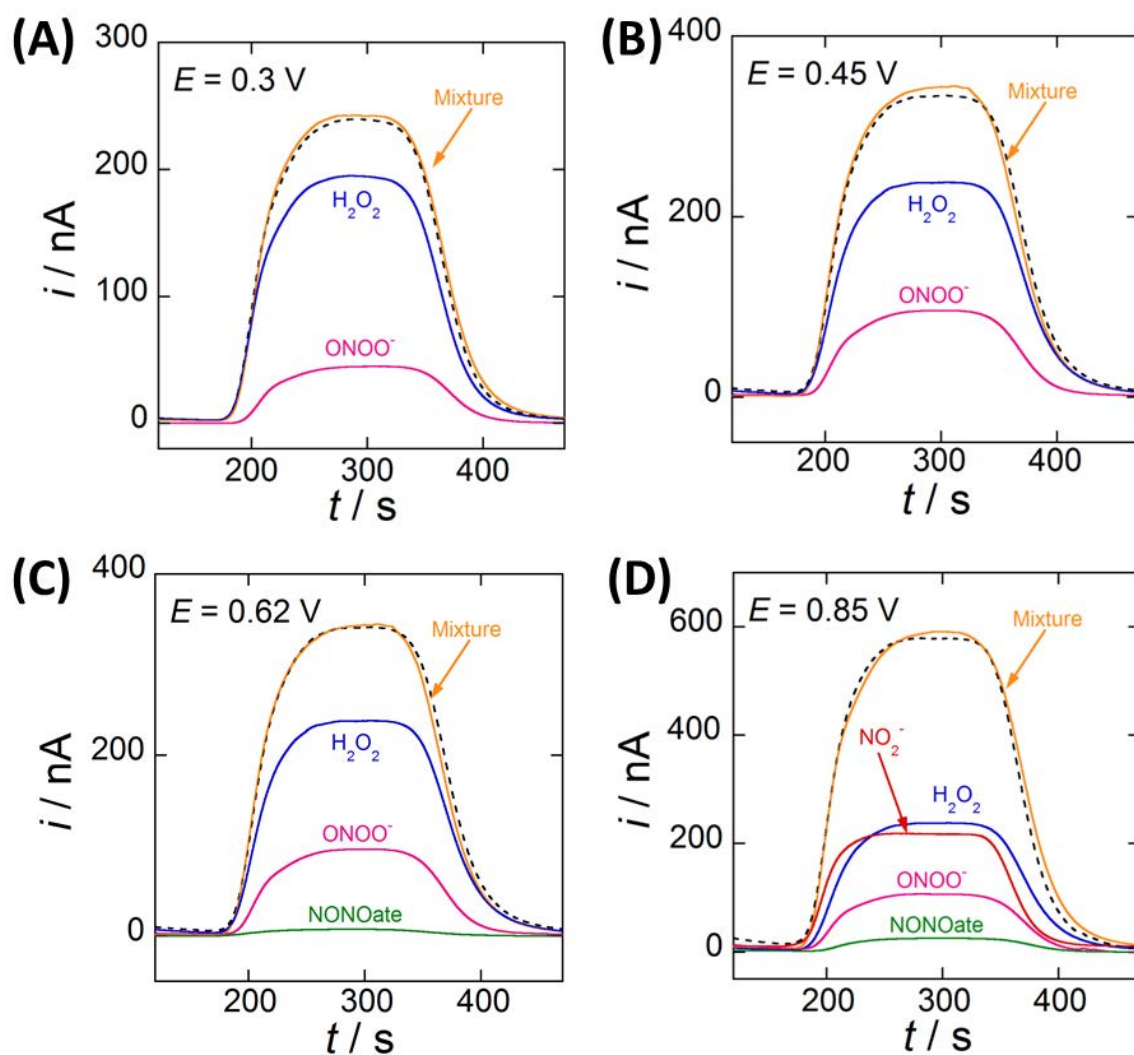 (A)
E = 0.3 V
Mixture
H₂O₂
ONOO⁻
300
200
100
0
i / nA
200 300 400
t / s
(B)
E = 0.45 V
Mixture
H₂O₂
ONOO⁻
400
200
0
i / nA
200 300 400
t / s
(C)
E = 0.62 V
Mixture
H₂O₂
ONOO⁻
NONOate
400
200
0
i / nA
200 300 400
t / s
(D)
E = 0.85 V
Mixture
NO₂⁻
H₂O₂
ONOO⁻
NONOate
600
400
200
0
i / nA
200 300 400
t / s